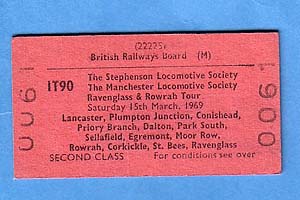 (22225)
British Railways Board (M)
1T90
The Stephenson Locomotive Society
The Manchester Locomotive Society
Ravenglass & Rowrah Tour
Saturday 15th March, 1969
Lancaster, Plumpton Junction, Conishead,
Priory Branch, Dalton, Park South,
Sellafield, Egremont, Moor Row,
Rowrah, Corkickle, St. Bees, Ravenglass
SECOND CLASS For conditions see over
0061
0061